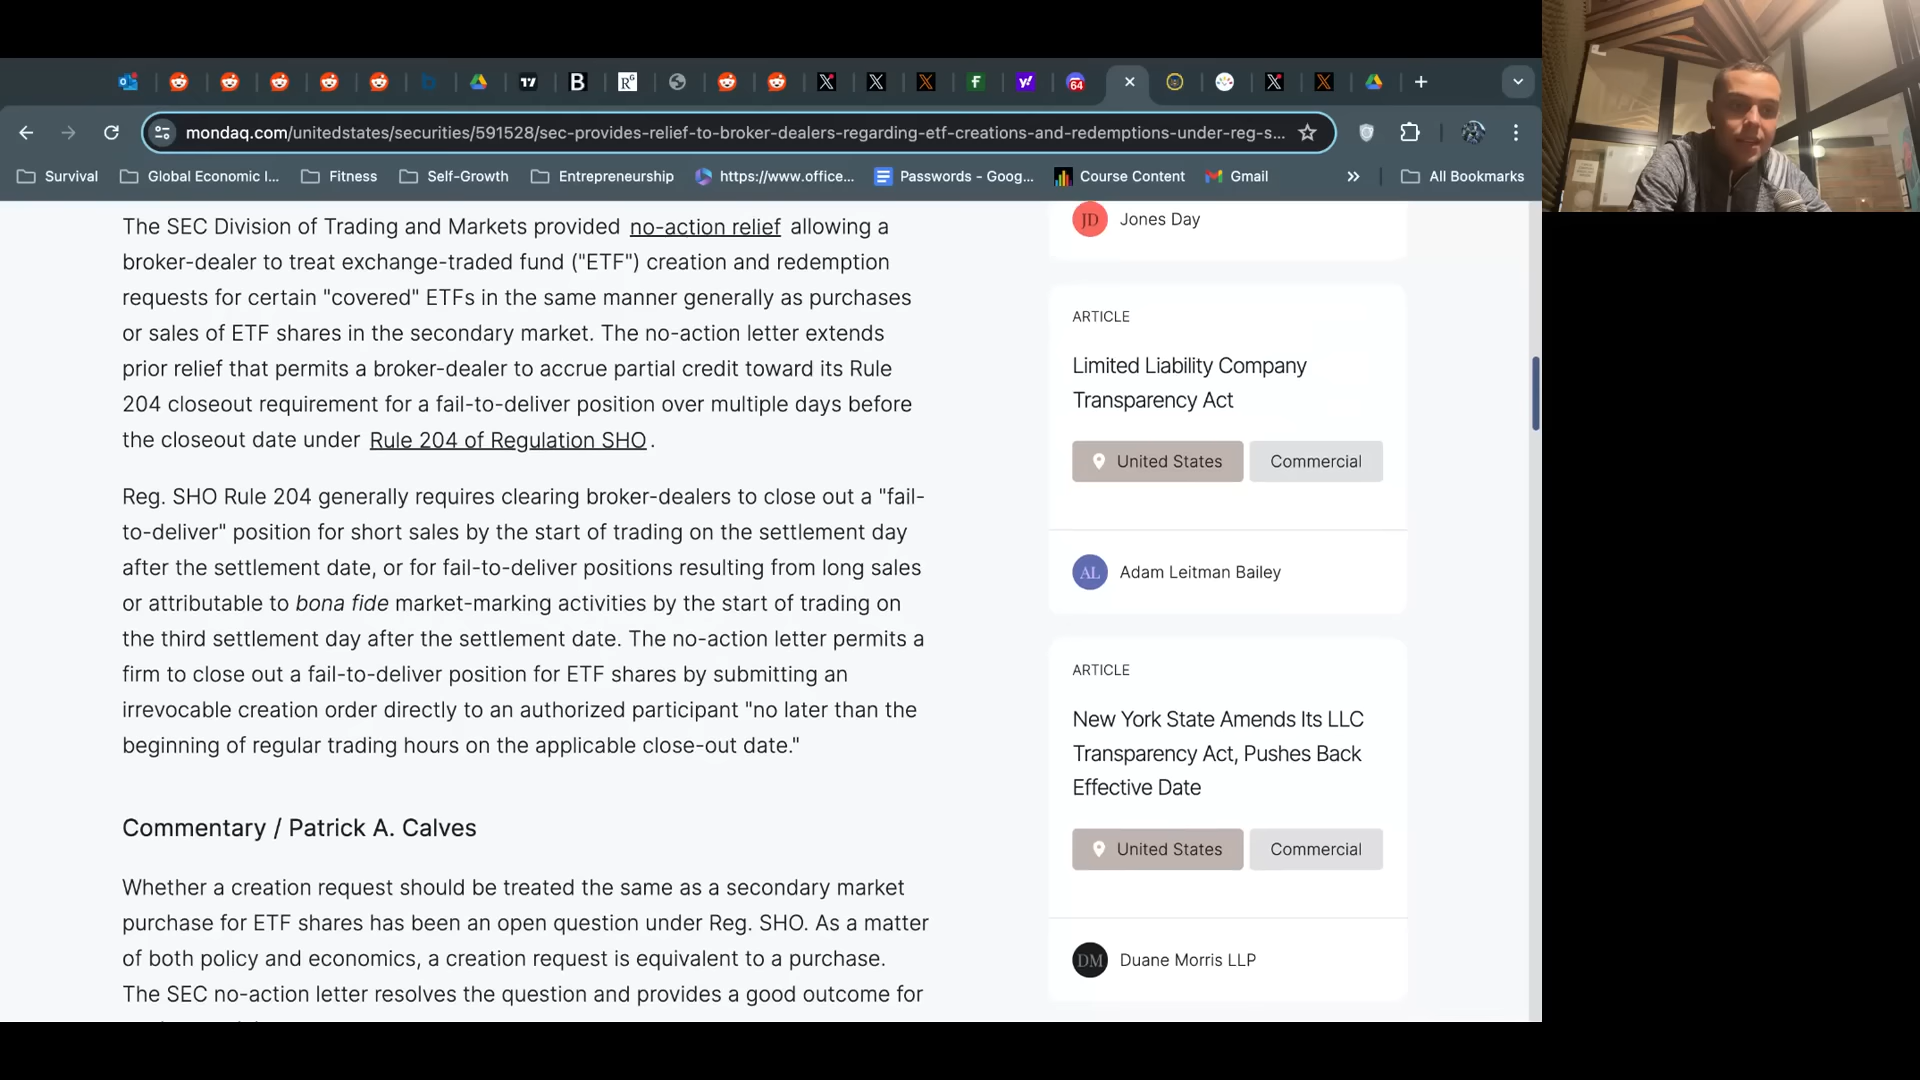 64
mondaq.com/unitedstates/securities/591528/sec-provides-relief-to-broker-dealers-regarding-etf-creations-and-redemptions-under-reg-s...
Survival
Global Economic I...
Fitness
Self-Growth
Entrepreneurship
https://www.office...
Passwords - Goog...
Course Content
Gmail
All Bookmarks
The SEC Division of Trading and Markets provided no-action relief allowing a
broker-dealer to treat exchange-traded fund ("ETF") creation and redemption
requests for certain "covered" ETFs in the same manner generally as purchases
or sales of ETF shares in the secondary market. The no-action letter extends
prior relief that permits a broker-dealer to accrue partial credit toward its Rule
204 closeout requirement for a fail-to-deliver position over multiple days before
the closeout date under Rule 204 of Regulation SHO.
Reg. SHO Rule 204 generally requires clearing broker-dealers to close out a "fail-
to-deliver" position for short sales by the start of trading on the settlement day
after the settlement date, or for fail-to-deliver positions resulting from long sales
or attributable to bona fide market-marking activities by the start of trading on
the third settlement day after the settlement date. The no-action letter permits a
firm to close out a fail-to-deliver position for ETF shares by submitting an
irrevocable creation order directly to an authorized participant "no later than the
beginning of regular trading hours on the applicable close-out date."
Commentary / Patrick A. Calves
Whether a creation request should be treated the same as a secondary market
purchase for ETF shares has been an open question under Reg. SHO. As a matter
of both policy and economics, a creation request is equivalent to a purchase.
The SEC no-action letter resolves the question and provides a good outcome for
JD
Jones Day
ARTICLE
Limited Liability Company
Transparency Act
United States
Commercial
AL
Adam Leitman Bailey
ARTICLE
New York State Amends Its LLC
Transparency Act, Pushes Back
Effective Date
United States
Commercial
DM
Duane Morris LLP